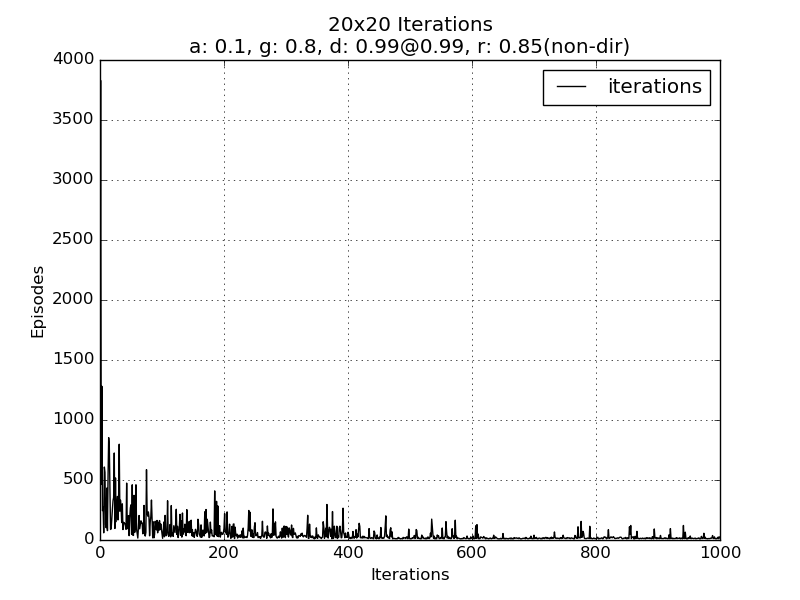 20x20 Iterations
a: 0.1, g: 0.8, d: 0.99@0.99, r: 0.85(non-dir)
iterations
4000
3500
3000
2500
2000
1500
1000
500
0
Episodes
0 200 400 600 800 1000
Iterations